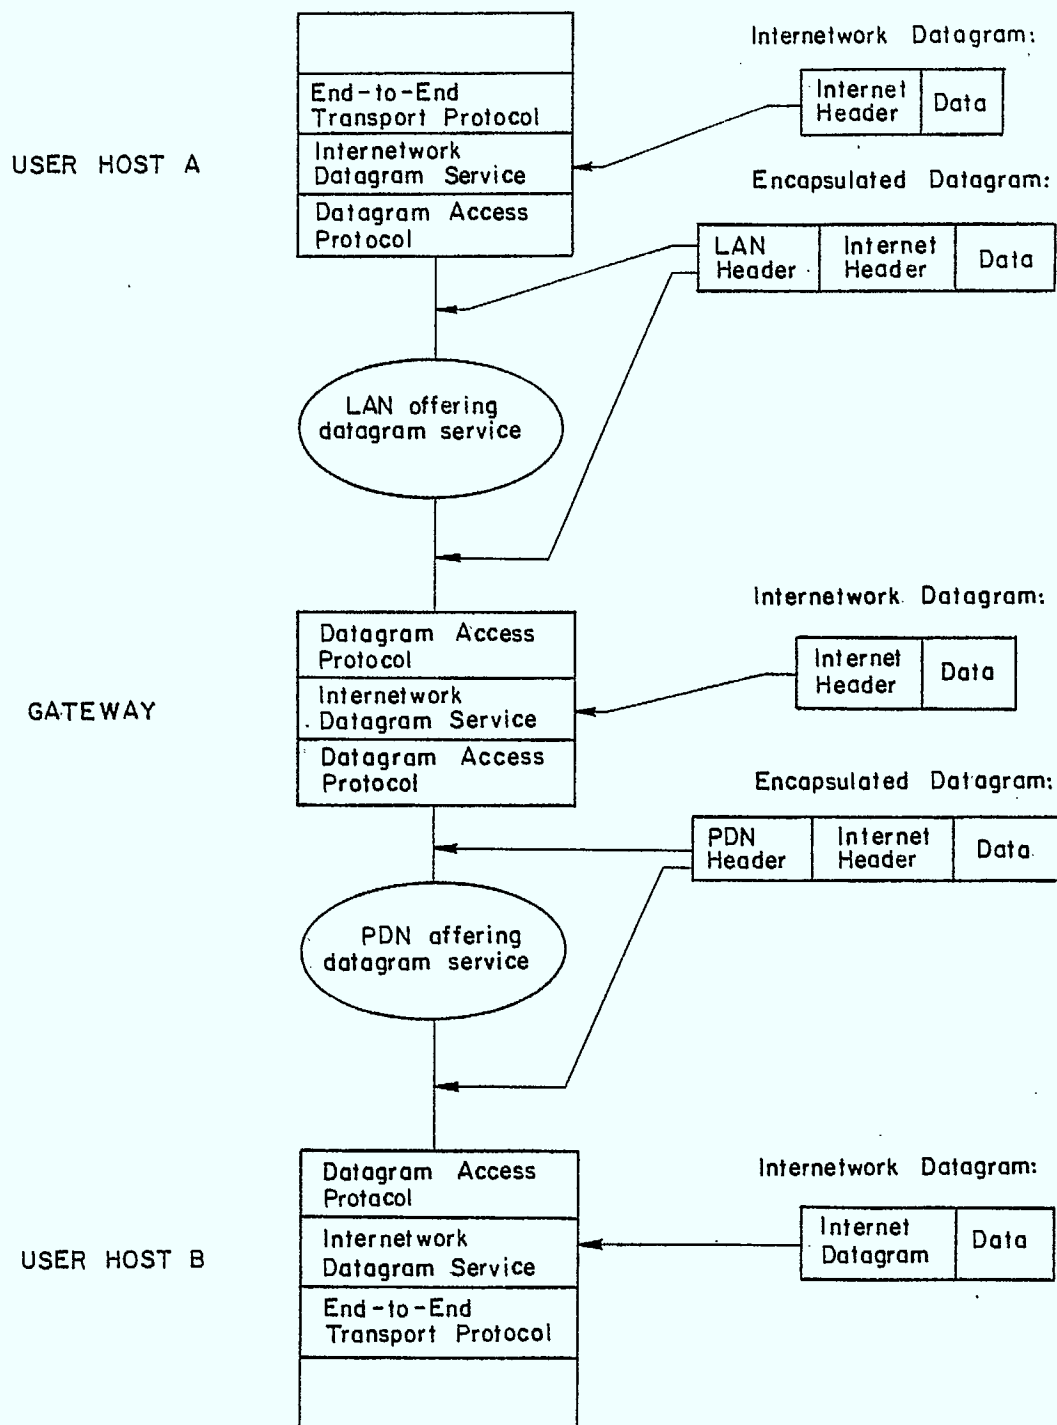 Internetwork Datagram:
Internet
Header
Data
End-to-End
Transport Protocol
USER HOST A
Internetwork
Datagram Service
Encapsulated Datagram:
Datagram Access
Protocol
LAN
Header
Internet
Header
Data
LAN offering
datagram service
Internetwork Datagram:
Datagram Access
Protocol
Internet
Header
Data
GATEWAY
Internetwork
Datagram Service
Datagram Access
Protocol
Encapsulated Datagram:
PDN
Header
Internet
Header
Data
PDN affering
datagram service
Internetwork Datagram:
Datagram Access
Protacol
USER HOST B
Internetwork
Datagram Service
Internet
Datagram
Data
End-to-End
Transport Protocol